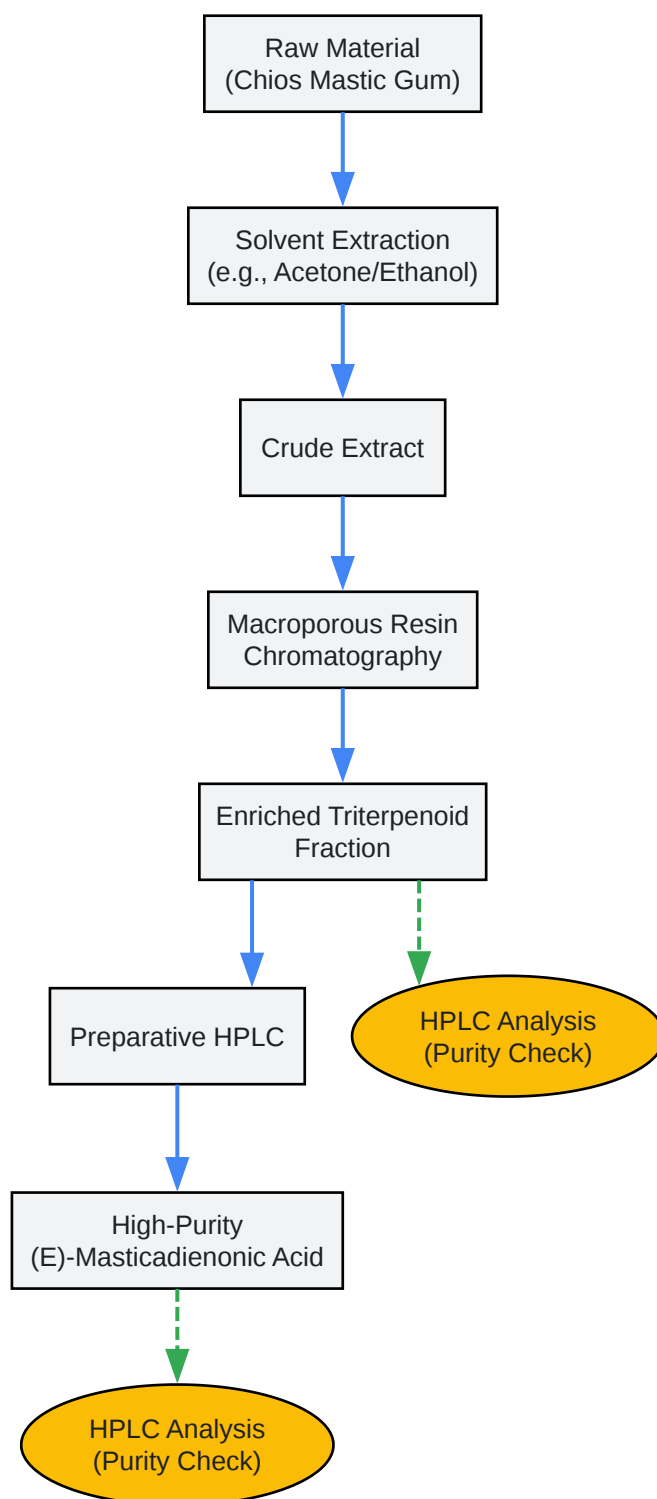 Raw Material
(Chios Mastic Gum)
Solvent Extraction
(e.g., Acetone/Ethanol)
Crude Extract
Macroporous Resin
Chromatography
Enriched Triterpenoid
Fraction
Preparative HPLC
HPLC Analysis
(Purity Check)
High-Purity
(E)-Masticadienonic Acid
HPLC Analysis
(Purity Check)